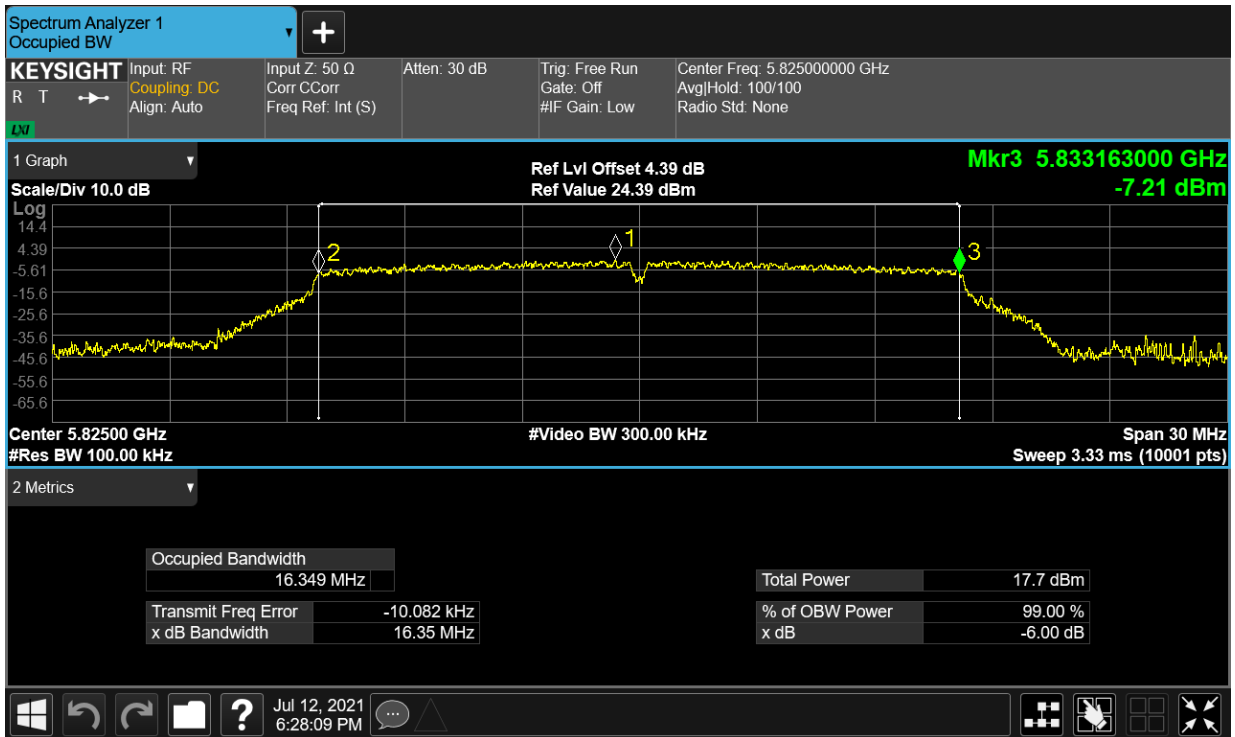 Spectrum Analyzer 1
Occupied BW
▼
+
KEYSIGHT
R T
LXI
Input: RF
Coupling: DC
Align: Auto
Input Z: 50 Ω
Corr CCorr
Freq Ref: Int (S)
Atten: 30 dB
Trig: Free Run
Gate: Off
#IF Gain: Low
Center Freq: 5.825000000 GHz
Avg|Hold: 100/100
Radio Std: None
1 Graph ▼
Scale/Div 10.0 dB
Ref Lvl Offset 4.39 dB
Ref Value 24.39 dBm
Mkr3 5.833163000 GHz
-7.21 dBm
Log
14.4
4.39
-5.61
-15.6
-25.6
-35.6
-45.6
-55.6
-65.6
2
1
3
Center 5.82500 GHz
#Res BW 100.00 kHz
#Video BW 300.00 kHz
Span 30 MHz
Sweep 3.33 ms (10001 pts)
2 Metrics ▼
Occupied Bandwidth
16.349 MHz
Transmit Freq Error -10.082 kHz
x dB Bandwidth 16.35 MHz
Total Power 17.7 dBm
% of OBW Power 99.00 %
x dB -6.00 dB
?
Jul 12, 2021
6:28:09 PM